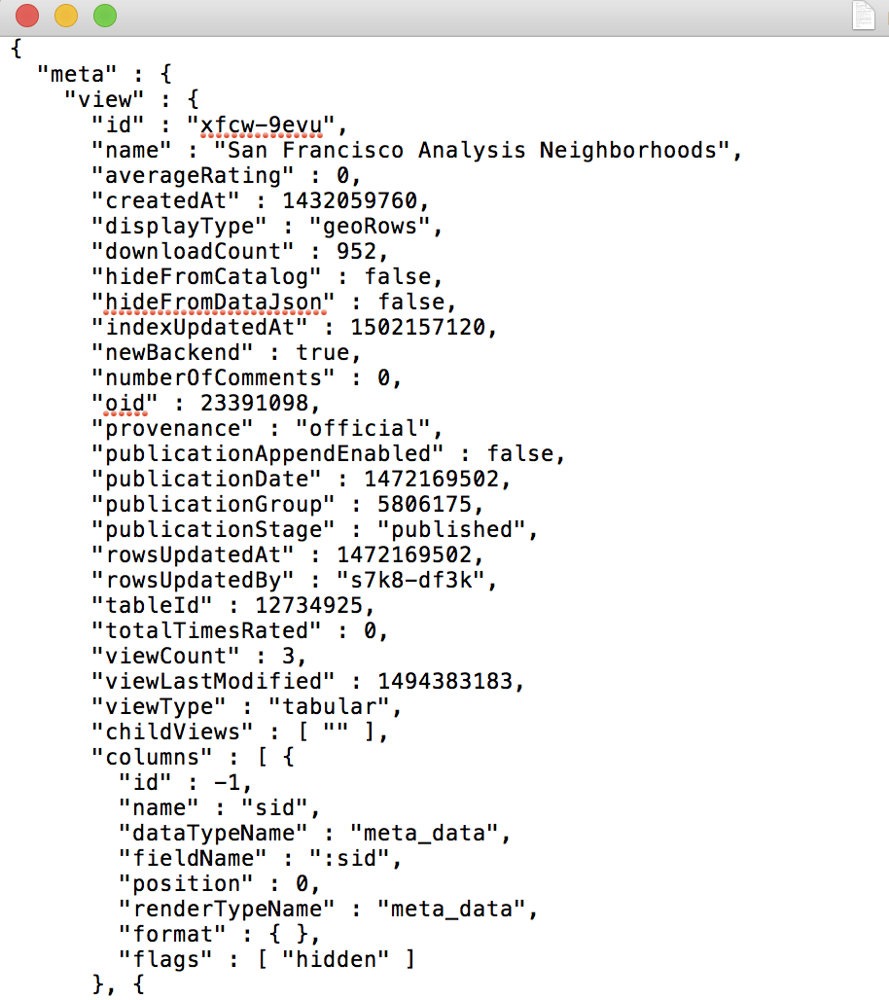 {
"meta" : {
"view" : {
"id" : "xfcw-9evu",
"name" : "San Francisco Analysis Neighborhoods",
"averageRating" : 0,
"createdAt" : 1432059760,
"displayType" : "geoRows",
"downloadCount" : 952,
"hideFromCatalog" : false,
"hideFromDataJson" : false,
"indexUpdatedAt" : 1502157120,
"newBackend" : true,
"numberOfComments" : 0,
"oid" : 23391098,
"provenance" : "official",
"publicationAppendEnabled" : false,
"publicationDate" : 1472169502,
"publicationGroup" : 5806175,
"publicationStage" : "published",
"rowsUpdatedAt" : 1472169502,
"rowsUpdatedBy" : "s7k8-df3k",
"tableId" : 12734925,
"totalTimesRated" : 0,
"viewCount" : 3,
"viewLastModified" : 1494383183,
"viewType" : "tabular",
"childViews" : [ "" ],
"columns" : [ {
"id" : -1,
"name" : "sid",
"dataTypeName" : "meta_data",
"fieldName" : ":sid",
"position" : 0,
"renderTypeName" : "meta_data",
"format" : { },
"flags" : [ "hidden" ]
}, {